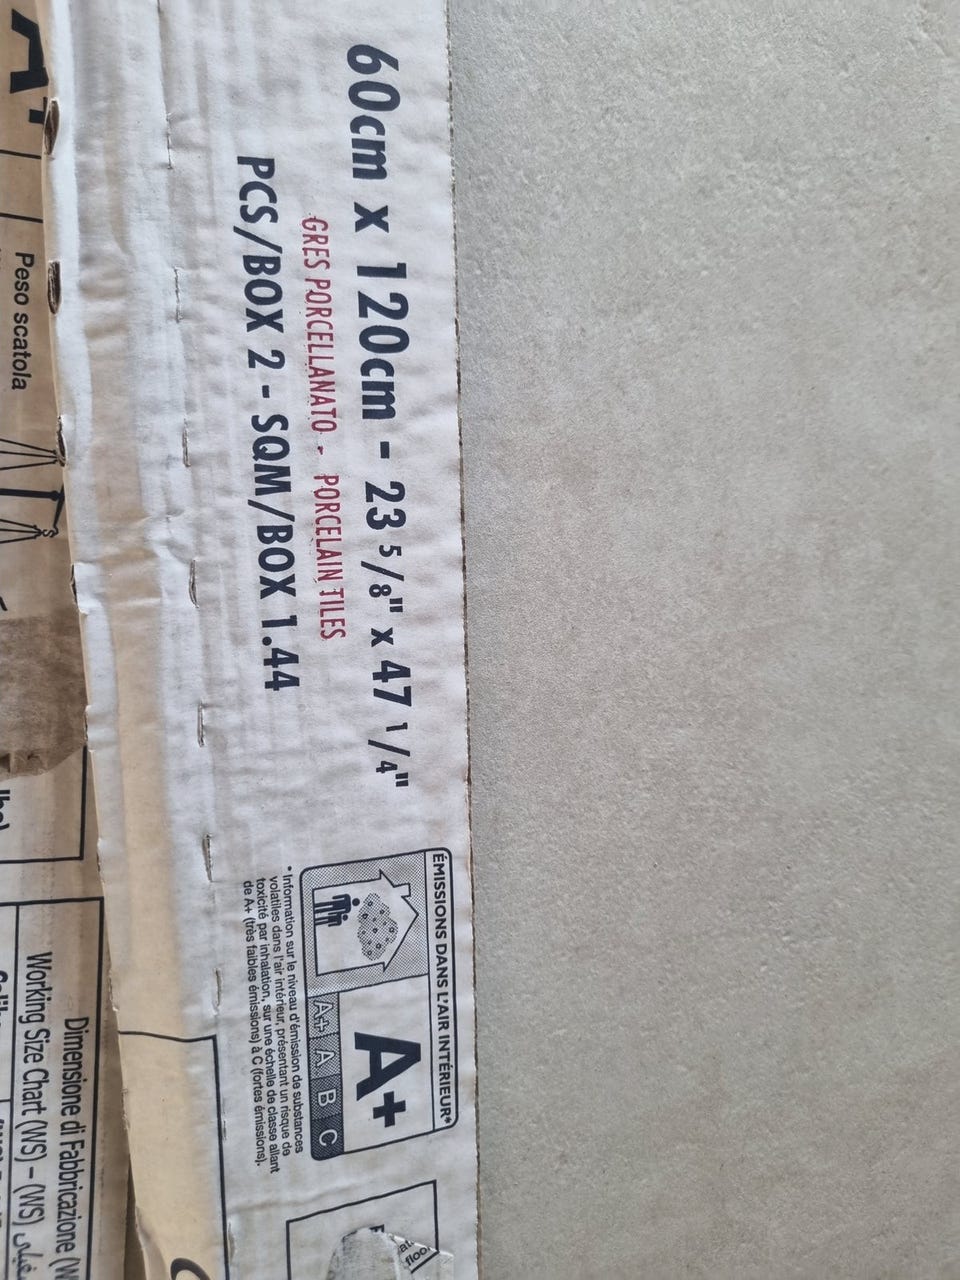 60cm x 120cm - 23 5/8" x 47 1/4"
GRES PORCELLANATO - PORCELAIN TILES
PCS/BOX 2 - SQM/BOX 1.44
ÉMISSIONS DANS L'AIR INTÉRIEUR*
A+
A+ A B C
* Information sur le niveau d'émission de substances
volatiles dans l'air intérieur, présentant un risque de
toxicité par inhalation, sur une échelle de classe allant
de A+ (très faibles émissions) à C (fortes émissions).
floor
A+
Peso scatola
Dimensione di Fabbricazione
Working Size Chart (WS) – (WS)